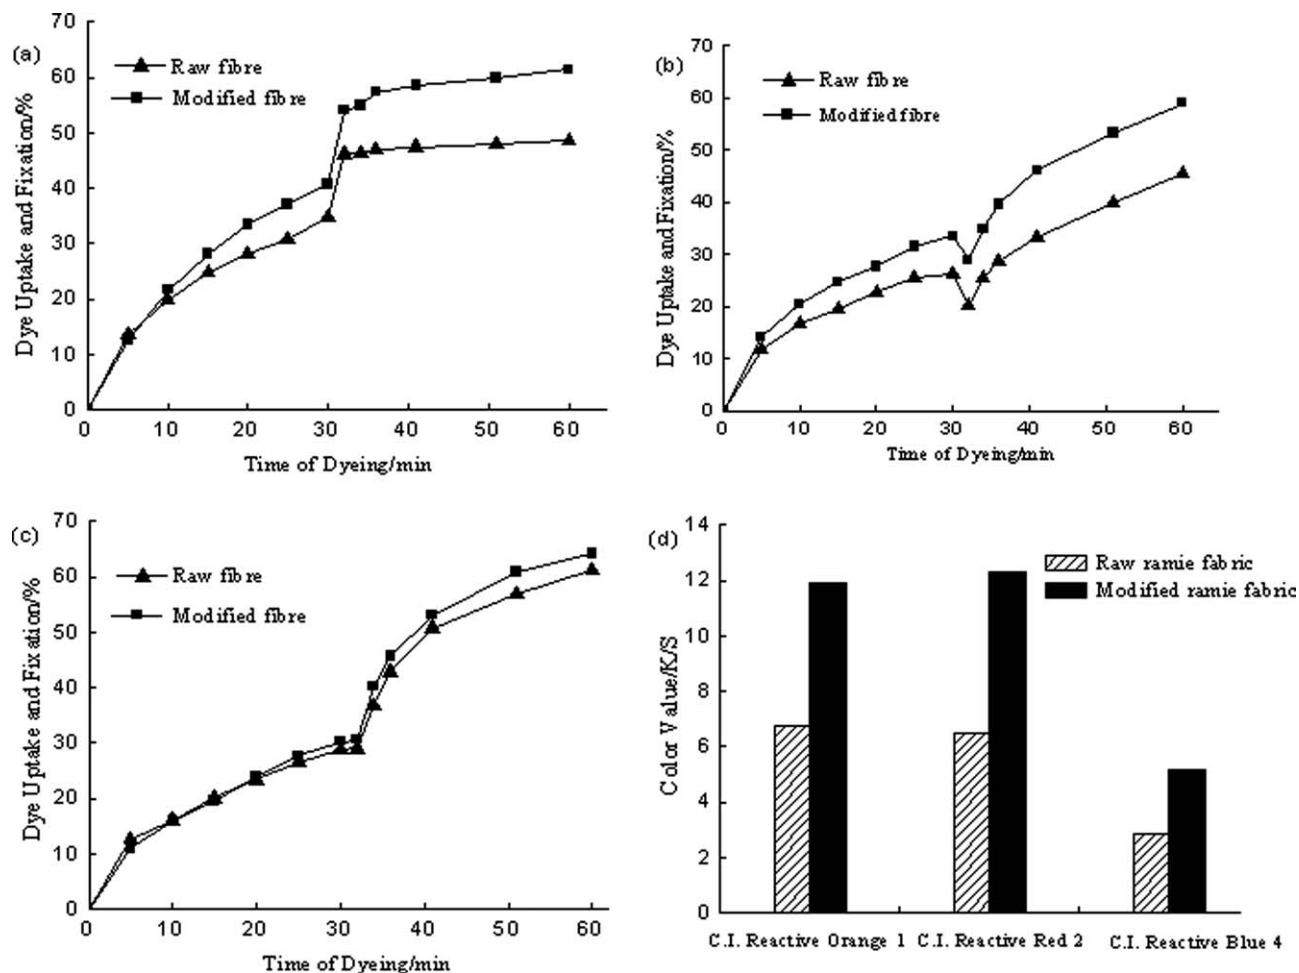 (a)
70
60
50
40
30
20
10
0
Dye Uptake and Fixation/%
Raw fibre
Modified fibre
0 10 20 30 40 50 60
Time of Dyeing/min
(b)
70
60
50
40
30
20
10
0
Dye Uptake and Fixation/%
Raw fibre
Modified fibre
0 10 20 30 40 50 60
Time of Dyeing/min
(c)
70
60
50
40
30
20
10
0
Dye Uptake and Fixation/%
Raw fibre
Modified fibre
0 10 20 30 40 50 60
Time of Dyeing/min
(d)
14
12
10
8
6
4
2
0
Color Value/K/S
Raw ramie fabric
Modified ramie fabric
C.I. Reactive Orange 1 C.I. Reactive Red 2 C.I. Reactive Blue 4